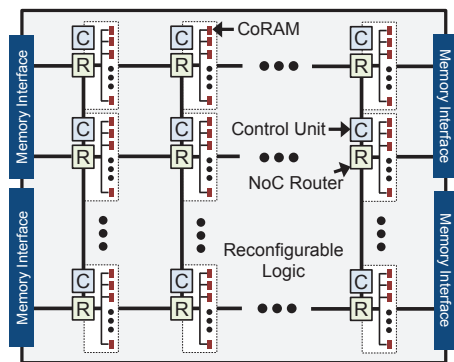 C
C
C
CoRAM
R
R
R
Memory Interface
Memory Interface
C
C
Control Unit
C
R
R
NoC Router
R
Memory Interface
Memory Interface
Reconfigurable
Logic
C
C
C
R
R
R